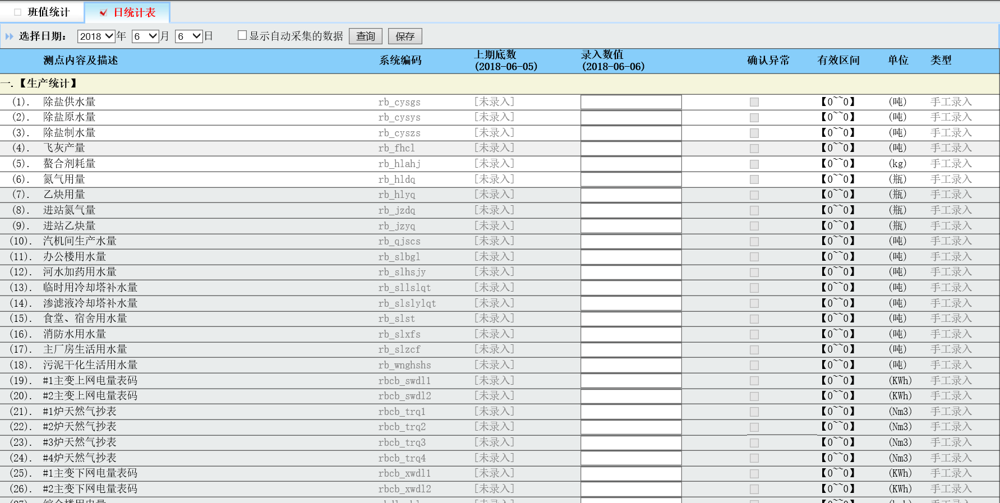 班值统计 日统计表
选择日期： 2018 年 6 月 6 日 显示自动采集的数据 查询 保存
测点内容及描述 系统编码 上期底数 (2018-06-05) 录入数值 (2018-06-06) 确认异常 有效区间 单位 类型
一.【生产统计】
(1). 除盐供水量 rb_cysgs [未录入] 【0~~0】 (吨) 手工录入
(2). 除盐原水量 rb_cysys [未录入] 【0~~0】 (吨) 手工录入
(3). 除盐制水量 rb_cyszs [未录入] 【0~~0】 (吨) 手工录入
(4). 飞灰产量 rb_fhcl [未录入] 【0~~0】 (吨) 手工录入
(5). 螯合剂耗量 rb_hlahj [未录入] 【0~~0】 (kg) 手工录入
(6). 氮气用量 rb_hldq [未录入] 【0~~0】 (瓶) 手工录入
(7). 乙炔用量 rb_hlyq [未录入] 【0~~0】 (瓶) 手工录入
(8). 进站氮气量 rb_jzdq [未录入] 【0~~0】 (瓶) 手工录入
(9). 进站乙炔量 rb_jzyq [未录入] 【0~~0】 (瓶) 手工录入
(10). 汽机间生产水量 rb_qjscs [未录入] 【0~~0】 (吨) 手工录入
(11). 办公楼用水量 rb_slbgl [未录入] 【0~~0】 (吨) 手工录入
(12). 河水加药用水量 rb_slhsjy [未录入] 【0~~0】 (吨) 手工录入
(13). 临时用冷却塔补水量 rb_sllslqt [未录入] 【0~~0】 (吨) 手工录入
(14). 渗滤液冷却塔补水量 rb_slslylqt [未录入] 【0~~0】 (吨) 手工录入
(15). 食堂、宿舍用水量 rb_slst [未录入] 【0~~0】 (吨) 手工录入
(16). 消防水用水量 rb_slxfs [未录入] 【0~~0】 (吨) 手工录入
(17). 主厂房生活用水量 rb_slzcf [未录入] 【0~~0】 (吨) 手工录入
(18). 污泥干化生活用水量 rb_wnghshs [未录入] 【0~~0】 (吨) 手工录入
(19). #1主变上网电量表码 rbcb_swdl1 [未录入] 【0~~0】 (KWh) 手工录入
(20). #2主变上网电量表码 rbcb_swdl2 [未录入] 【0~~0】 (KWh) 手工录入
(21). #1炉天然气抄表 rbcb_trq1 [未录入] 【0~~0】 (Nm3) 手工录入
(22). #2炉天然气抄表 rbcb_trq2 [未录入] 【0~~0】 (Nm3) 手工录入
(23). #3炉天然气抄表 rbcb_trq3 [未录入] 【0~~0】 (Nm3) 手工录入
(24). #4炉天然气抄表 rbcb_trq4 [未录入] 【0~~0】 (Nm3) 手工录入
(25). #1主变下网电量表码 rbcb_xwdl1 [未录入] 【0~~0】 (KWh) 手工录入
(26). #2主变下网电量表码 rbcb_xwdl2 [未录入] 【0~~0】 (KWh) 手工录入